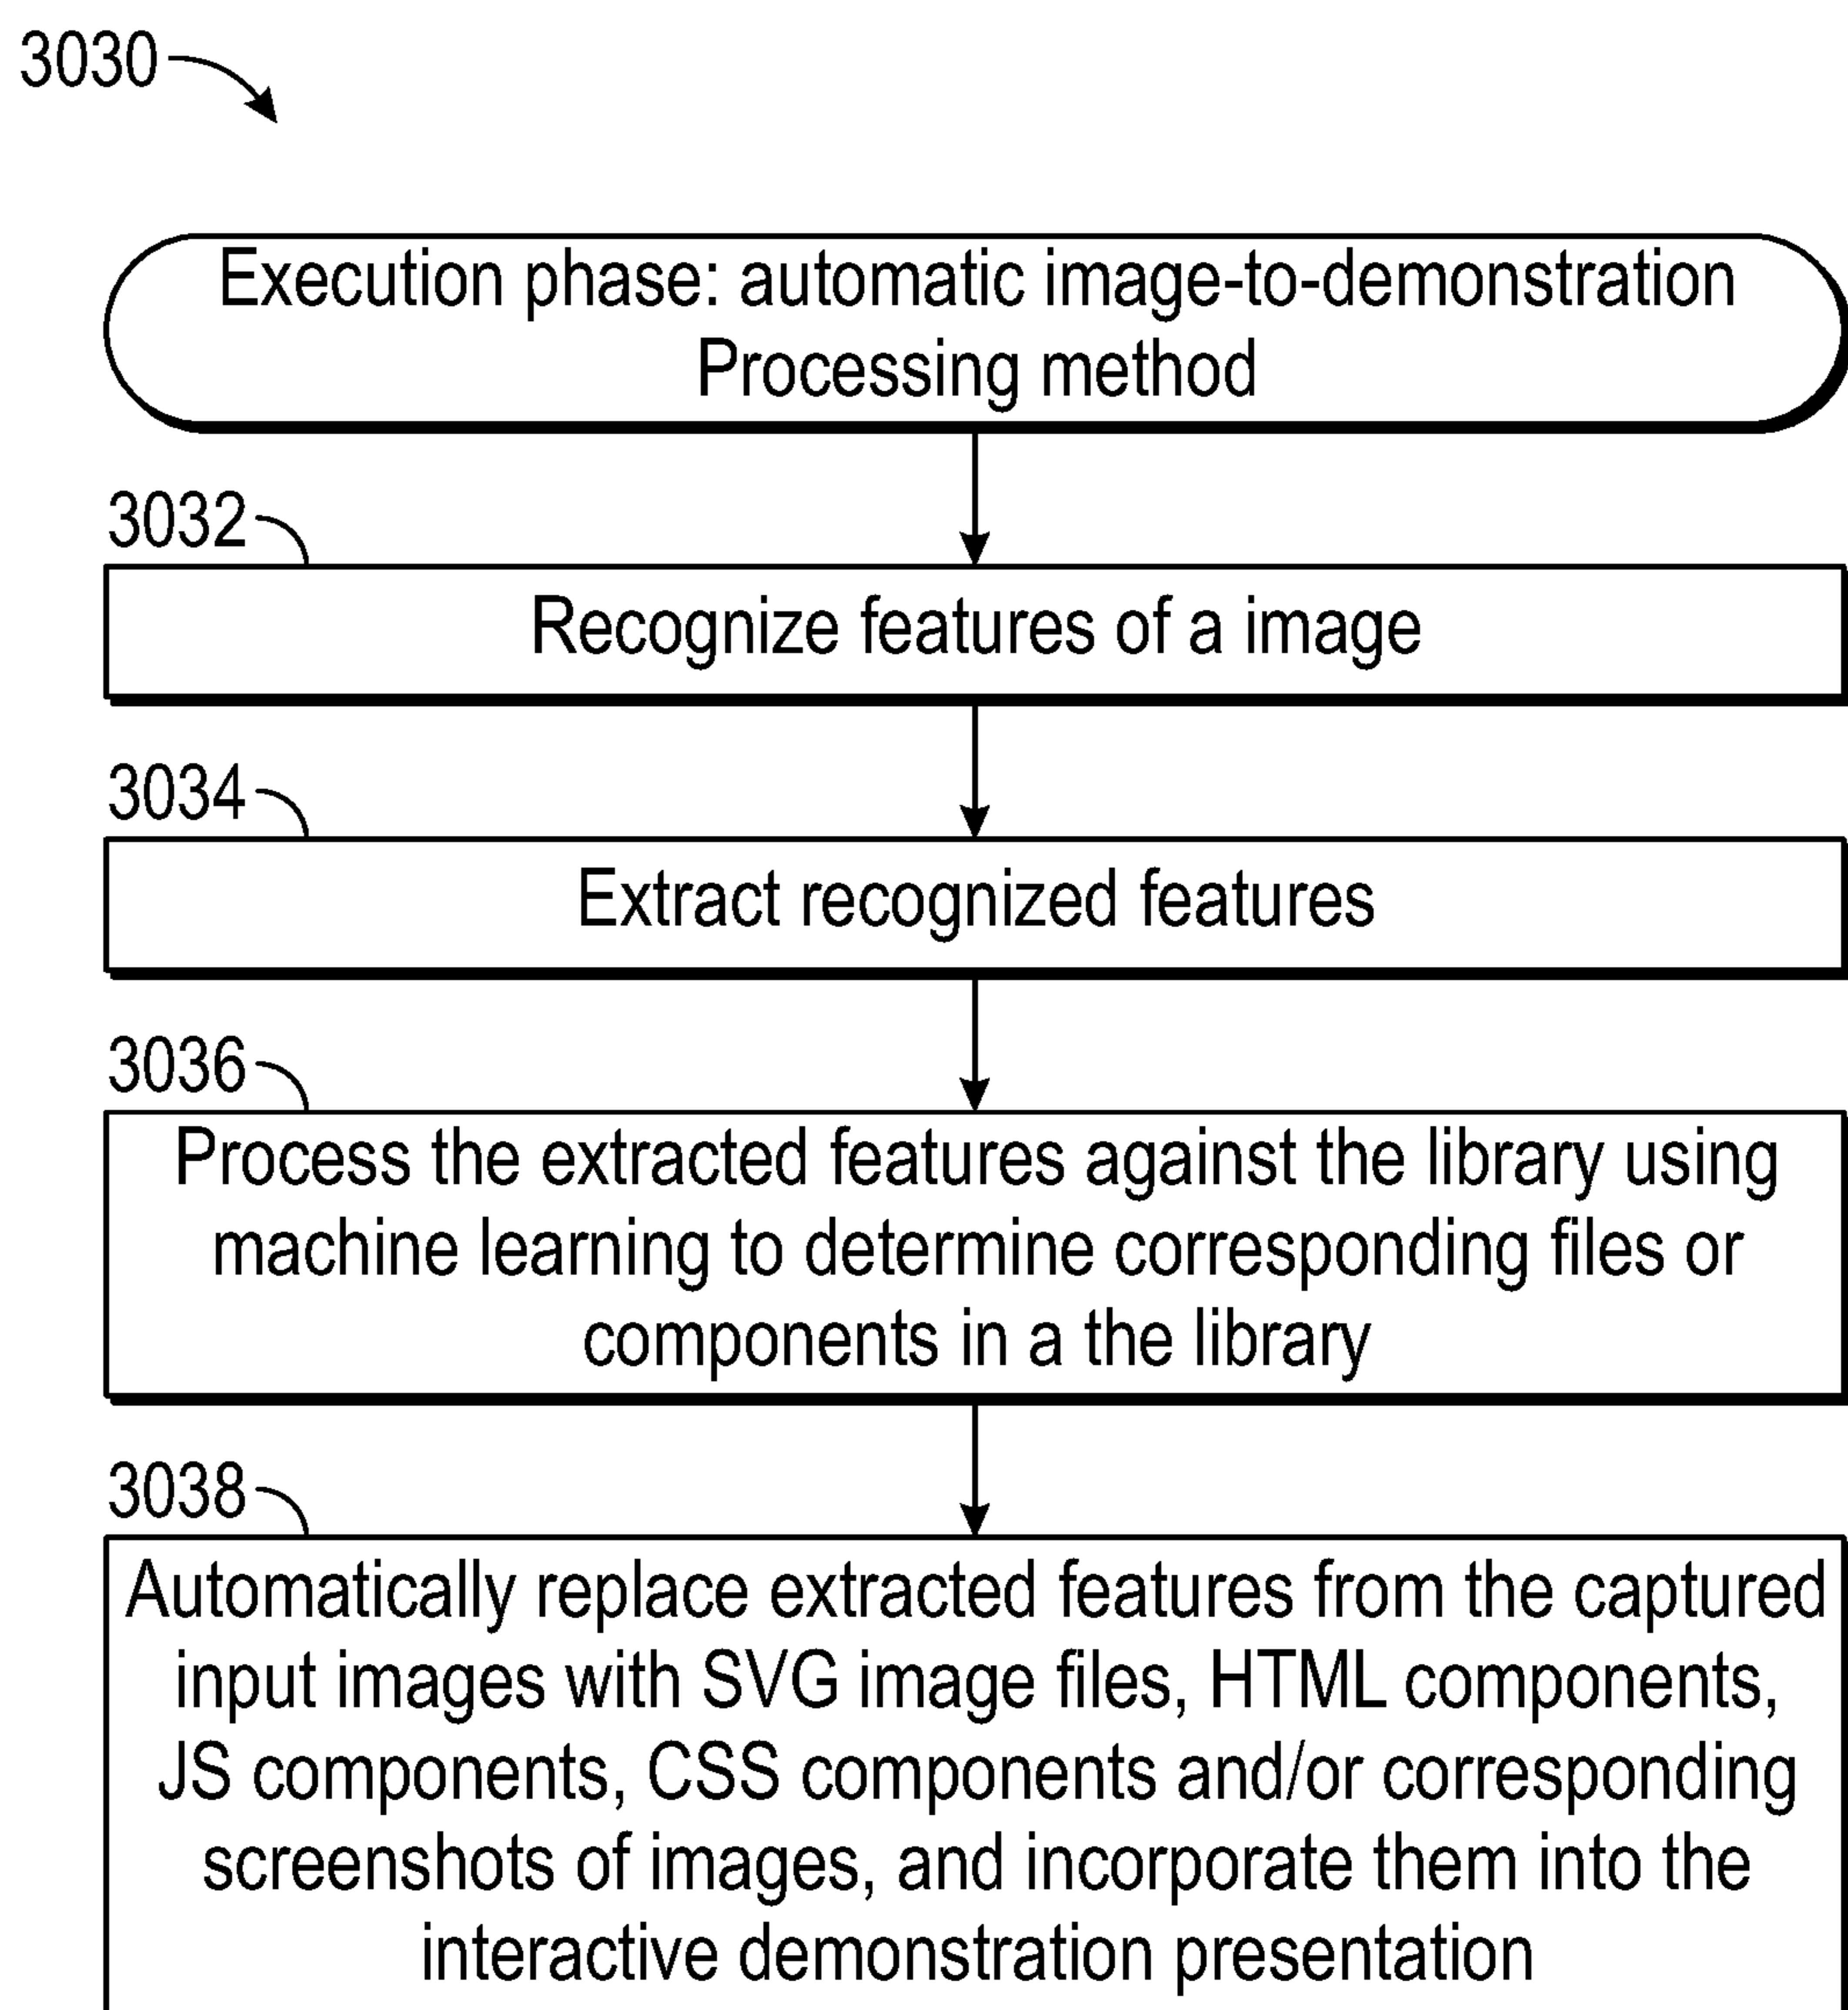 3030
Execution phase: automatic image-to-demonstration
Processing method
3032
Recognize features of a image
3034
Extract recognized features
3036
Process the extracted features against the library using
machine learning to determine corresponding files or
components in a the library
3038
Automatically replace extracted features from the captured
input images with SVG image files, HTML components,
JS components, CSS components and/or corresponding
screenshots of images, and incorporate them into the
interactive demonstration presentation